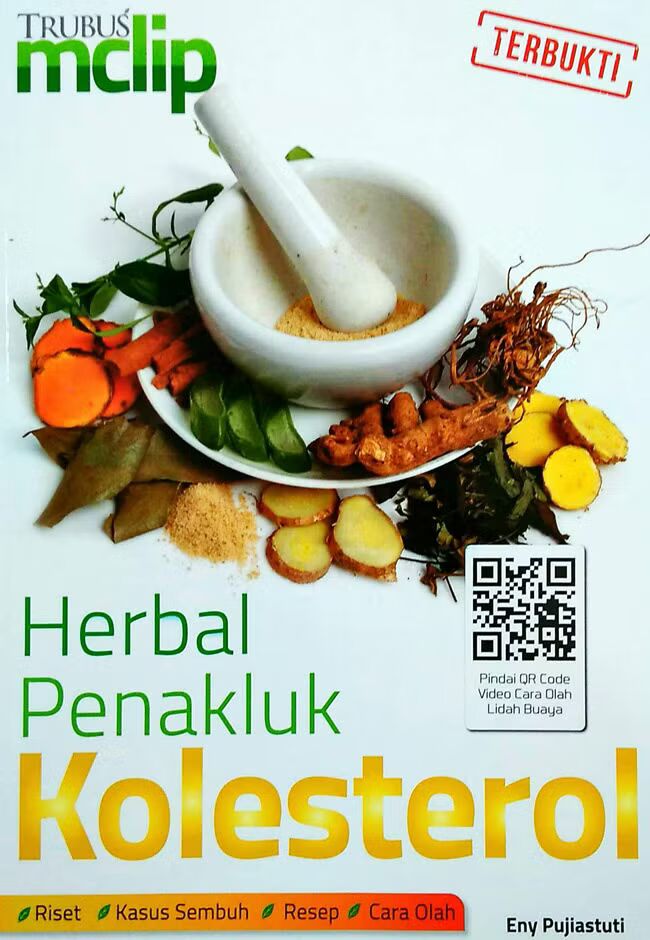 TRUBUS
mclip
TERBUKTI
Herbal
Penakluk
Kolesterol
Pindai QR Code
Video Cara Olah
Lidah Buaya
Riset Kasus Sembuh Resep Cara Olah
Eny Pujiastuti